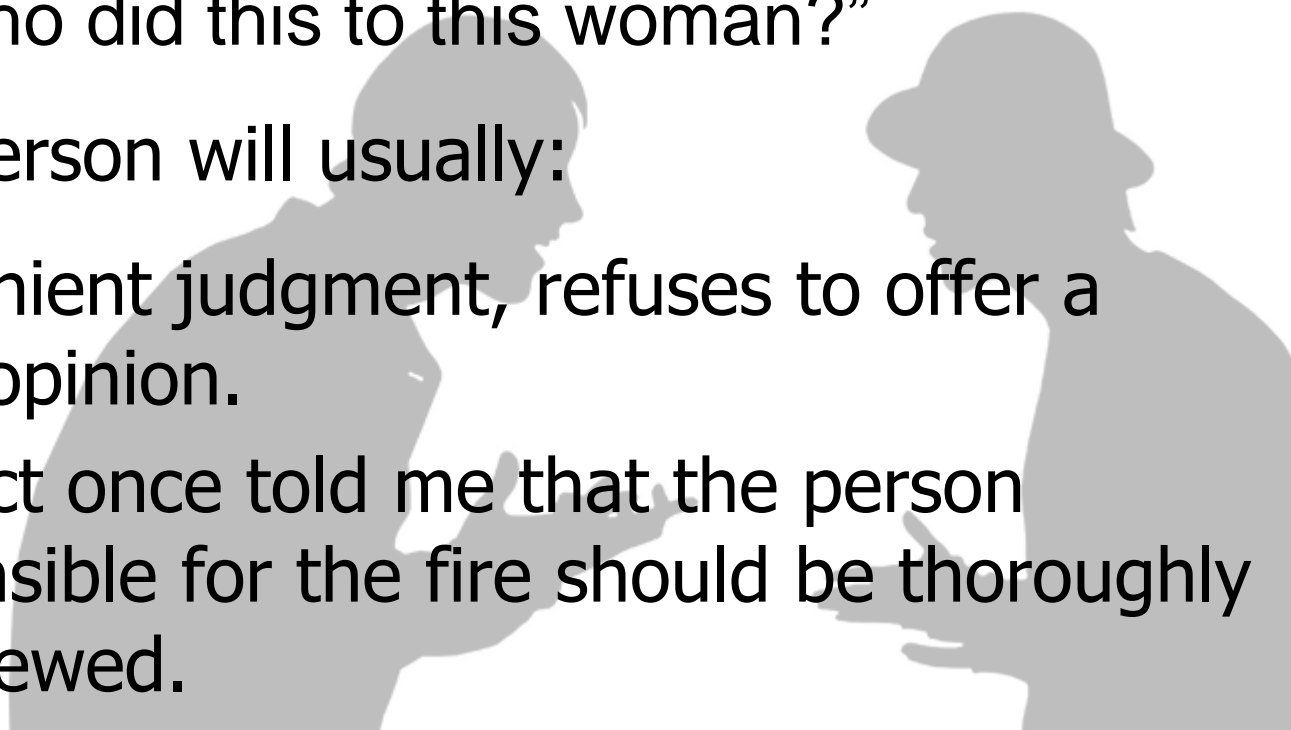 ho did this to this woman?”
erson will usually:
nient judgment, refuses to offer a
opinion.
ct once told me that the person
nsible for the fire should be thoroughly
ewed.